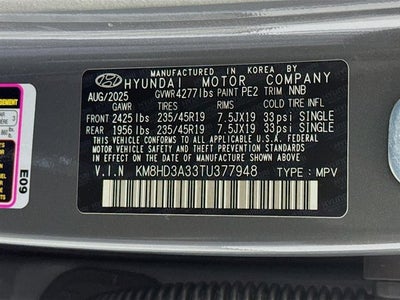 MANUFACTURED IN KOREA BY
HYUNDAI MOTOR COMPANY
AUG/2025 GVWR4277lbs PAINT PE2 TRIM NNB
GAWR TIRES RIMS COLD TIRE INFL
FRONT 2425 lbs 235/45R19 7.5JX19 33psi SINGLE
REAR 1956 lbs 235/45R19 7.5JX19 33psi SINGLE
THIS VEHICLE CONFORMS TO ALL APPLICABLE U.S.A. FEDERAL
MOTOR VEHICLE SAFETY AND THEFT PREVENTION STANDARDS IN
EFFECT ON THE DATE OF MANUFACTURE SHOWN ABOVE.
V.I.N KM8HD3A33TU377948 TYPE: MPV
E09